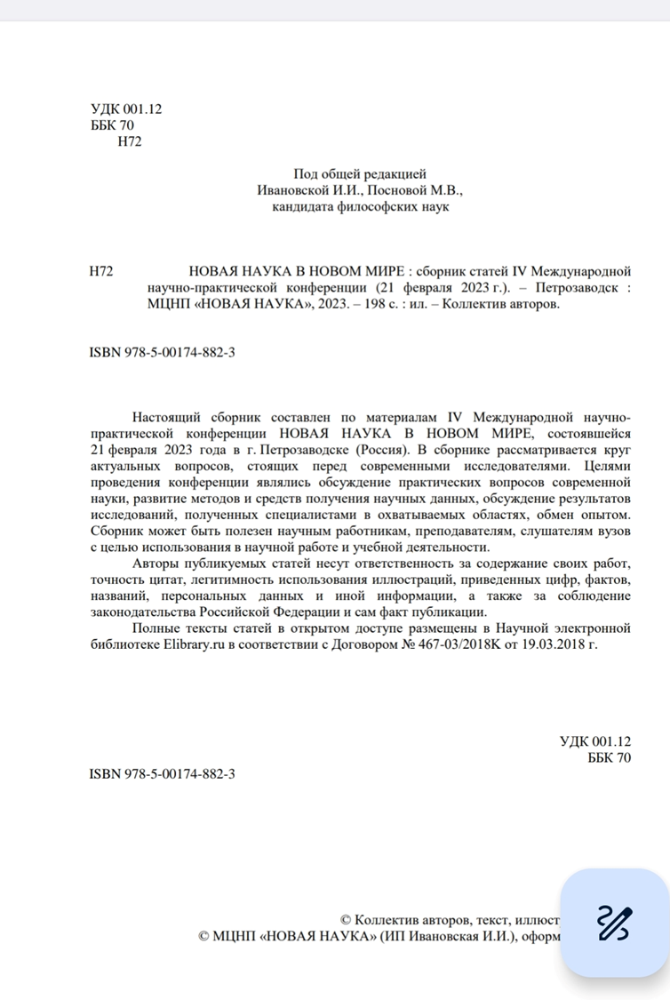 УДК 001.12
ББК 70
Н72
Под общей редакцией
Ивановской И.И., Посновой М.В.,
кандидата философских наук
Н72 НОВАЯ НАУКА В НОВОМ МИРЕ : сборник статей IV Международной
научно-практической конференции (21 февраля 2023 г.). – Петрозаводск :
МЦНП «НОВАЯ НАУКА», 2023. – 198 с. : ил. – Коллектив авторов.
ISBN 978-5-00174-882-3
Настоящий сборник составлен по материалам IV Международной научно-
практической конференции НОВАЯ НАУКА В НОВОМ МИРЕ, состоявшейся
21 февраля 2023 года в г. Петрозаводске (Россия). В сборнике рассматривается круг
актуальных вопросов, стоящих перед современными исследователями. Целями
проведения конференции являлись обсуждение практических вопросов современной
науки, развитие методов и средств получения научных данных, обсуждение результатов
исследований, полученных специалистами в охватываемых областях, обмен опытом.
Сборник может быть полезен научным работникам, преподавателям, слушателям вузов
с целью использования в научной работе и учебной деятельности.
Авторы публикуемых статей несут ответственность за содержание своих работ,
точность цитат, легитимность использования иллюстраций, приведенных цифр, фактов,
названий, персональных данных и иной информации, а также за соблюдение
законодательства Российской Федерации и сам факт публикации.
Полные тексты статей в открытом доступе размещены в Научной электронной
библиотеке Elibrary.ru в соответствии с Договором № 467-03/2018K от 19.03.2018 г.
УДК 001.12
ББК 70
ISBN 978-5-00174-882-3
© Коллектив авторов, текст,
© МЦНП «НОВАЯ НАУКА» (ИП Ивановская И.И.),